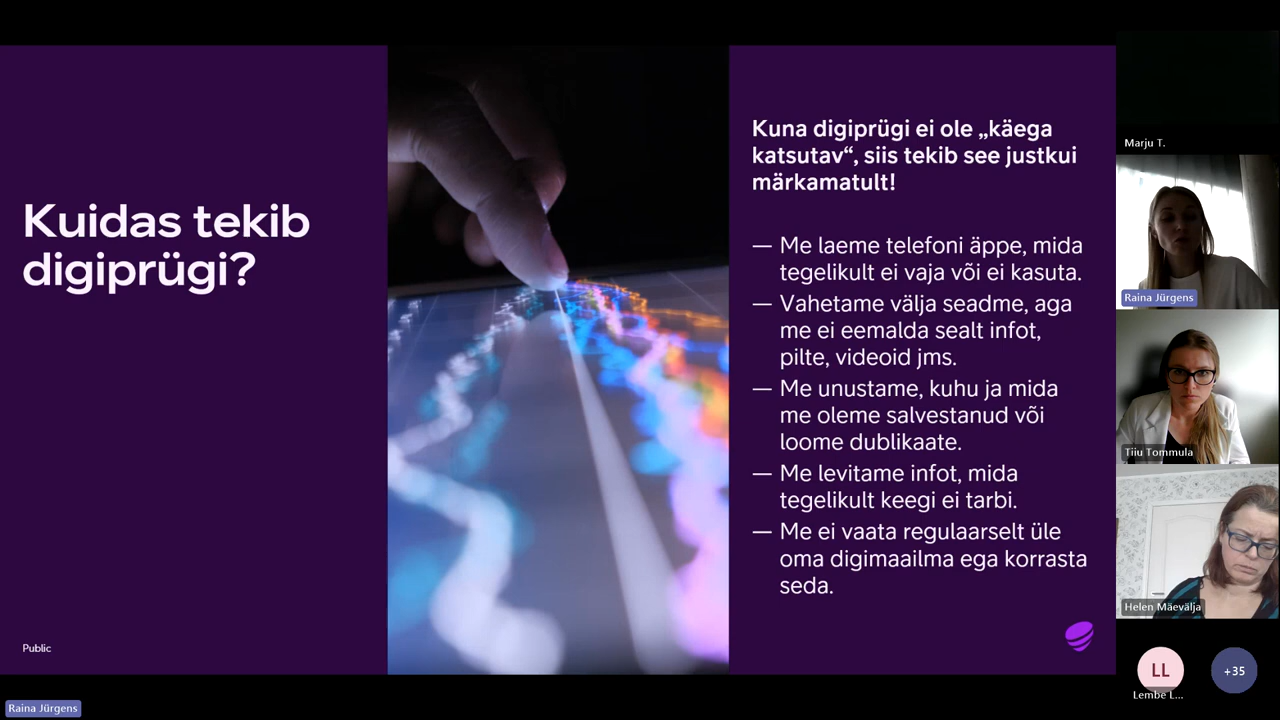 Kuidas tekib
digiprügi?
Public
Kuna digiprügi ei ole „käega
katsutav“, siis tekib see justkui
märkamatult!
— Me laeme telefoni äppe, mida
tegelikult ei vaja või ei kasuta.
— Vahetame välja seadme, aga
me ei eemalda sealt infot,
pilte, videoid jms.
— Me unustame, kuhu ja mida
me oleme salvestanud või
loome dublikaate.
— Me levitame infot, mida
tegelikult keegi ei tarbi.
— Me ei vaata regulaarselt üle
oma digimaailma ega korrasta
seda.
Marju T.
Raina Jürgens
Tiiu Tommula
Helen Mäevälja
LL
+35
Lembe L...
Raina Jürgens